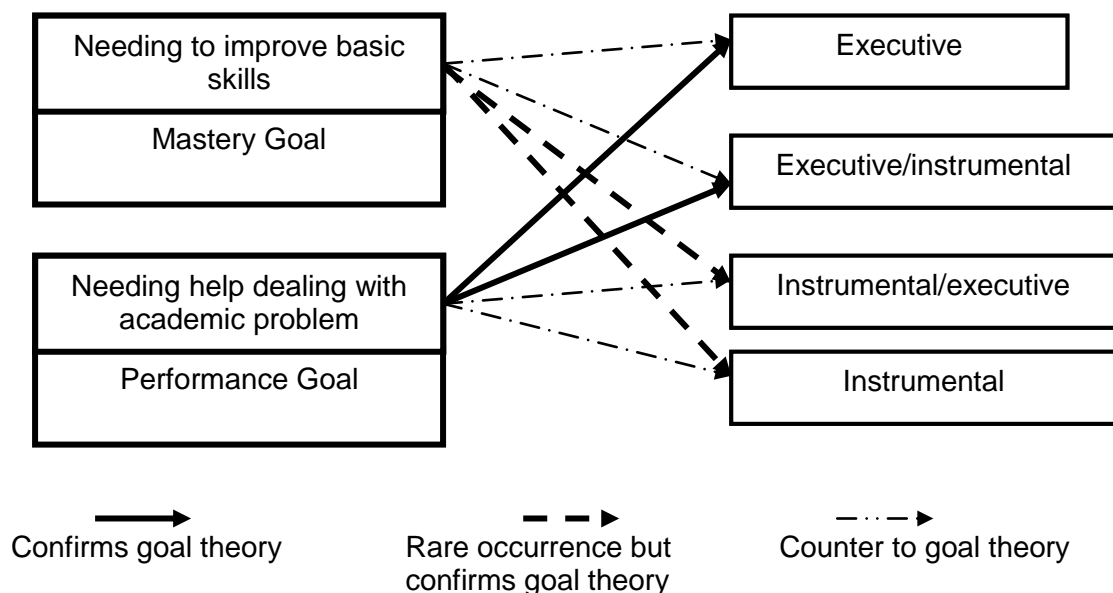 Needing to improve basic
skills
Mastery Goal
Needing help dealing with
academic problem
Performance Goal
Executive
Executive/instrumental
Instrumental/executive
Instrumental
Confirms goal theory
Rare occurrence but
confirms goal theory
Counter to goal theory